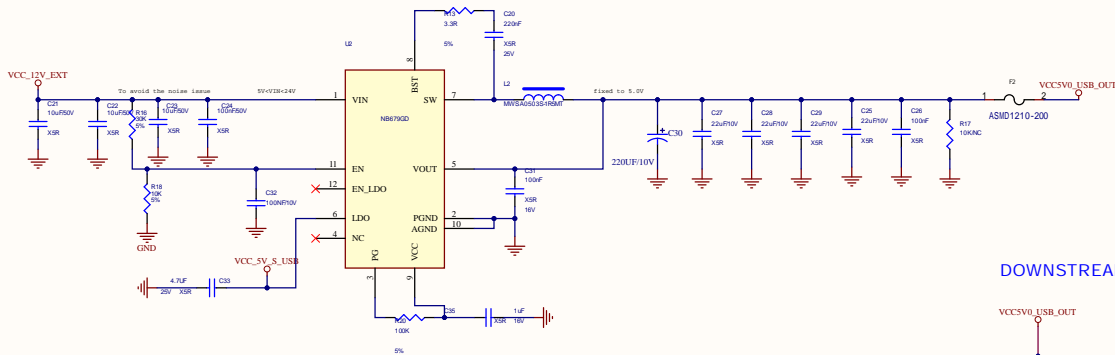 R13
3.3R
5%
C20
220nF
X5R
25V
U2
8
BST
L2
MWSA0503S-1R5MT
VCC_12V_EXT
To avoid the noise issue
5V<VIN<24V
fixed to 5.0V
C21
10uF/50V
X5R
C22
10uF/50V
X5R
R16
30K
5%
C23
10uF/50V
X5R
C24
100nF/50V
X5R
1
VIN
SW
7
NB679GD
C30
220UF/10V
C27
22uF/10V
X5R
C28
22uF/10V
X5R
C29
22uF/10V
X5R
C25
22uF/10V
X5R
C26
100nF
X5R
R17
10K/NC
F2
1
2
ASMD1210-200
VCC5V0_USB_OUT
11
EN
12
EN_LDO
6
LDO
4
NC
VOUT
5
PGND
2
AGND
10
C31
100nF
X5R
16V
R18
10K
5%
GND
C32
100NF/10V
VCC_5V_S_USB
4.7UF
25V
X5R
C33
PG
3
VCC
9
R20
100K
5%
C35
X5R
1uF
16V
DOWNSTREA
VCC5V0_USB_OUT